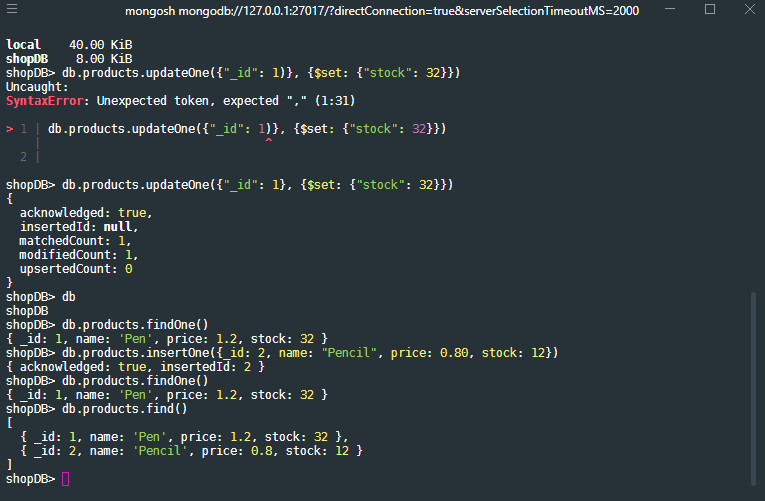 mongosh mongodb://127.0.0.1:27017/?directConnection=true&serverSelectionTimeoutMS=2000
local    40.00 KiB
shopDB    8.00 KiB
shopDB> db.products.updateOne({"_id": 1)}, {$set: {"stock": 32}})
Uncaught:
SyntaxError: Unexpected token, expected "," (1:31)
> 1 | db.products.updateOne({"_id": 1)}, {$set: {"stock": 32}})
    |                                ^
  2 |
shopDB> db.products.updateOne({"_id": 1}, {$set: {"stock": 32}})
{
  acknowledged: true,
  insertedId: null,
  matchedCount: 1,
  modifiedCount: 1,
  upsertedCount: 0
}
shopDB> db
shopDB
shopDB> db.products.findOne()
{ _id: 1, name: 'Pen', price: 1.2, stock: 32 }
shopDB> db.products.insertOne({_id: 2, name: "Pencil", price: 0.80, stock: 12})
{ acknowledged: true, insertedId: 2 }
shopDB> db.products.findOne()
{ _id: 1, name: 'Pen', price: 1.2, stock: 32 }
shopDB> db.products.find()
[
  { _id: 1, name: 'Pen', price: 1.2, stock: 32 },
  { _id: 2, name: 'Pencil', price: 0.8, stock: 12 }
]
shopDB>